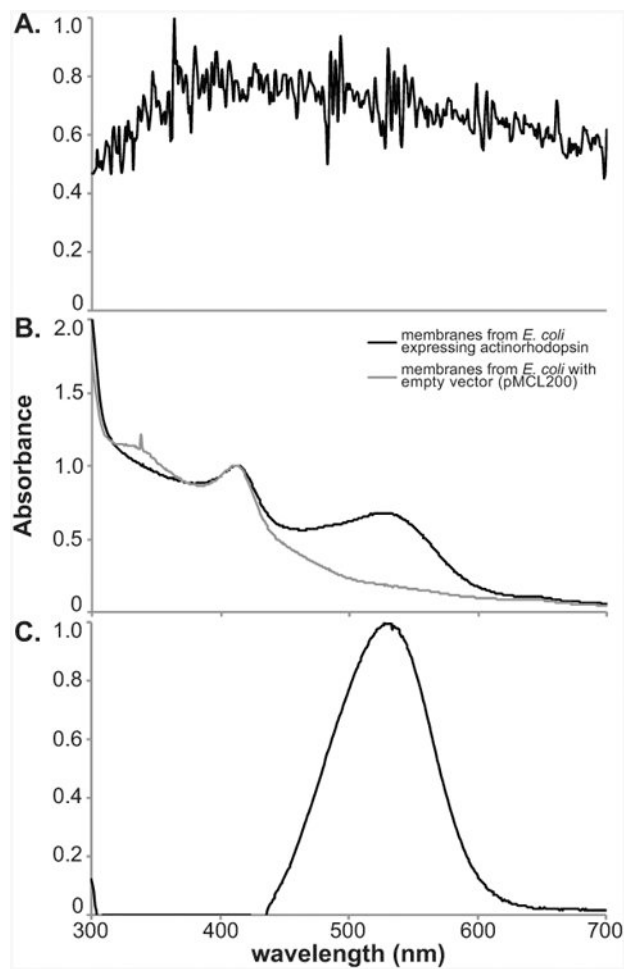 A.
1.0
0.8
0.6
0.4
0.2
0
B.
2.0
1.5
1.0
0.5
0
membranes from E. coli
expressing actinorhodopsin
membranes from E. coli with
empty vector (pMCL200)
Absorbance
C.
1.0
0.8
0.6
0.4
0.2
0
300 400 500 600 700
wavelength (nm)